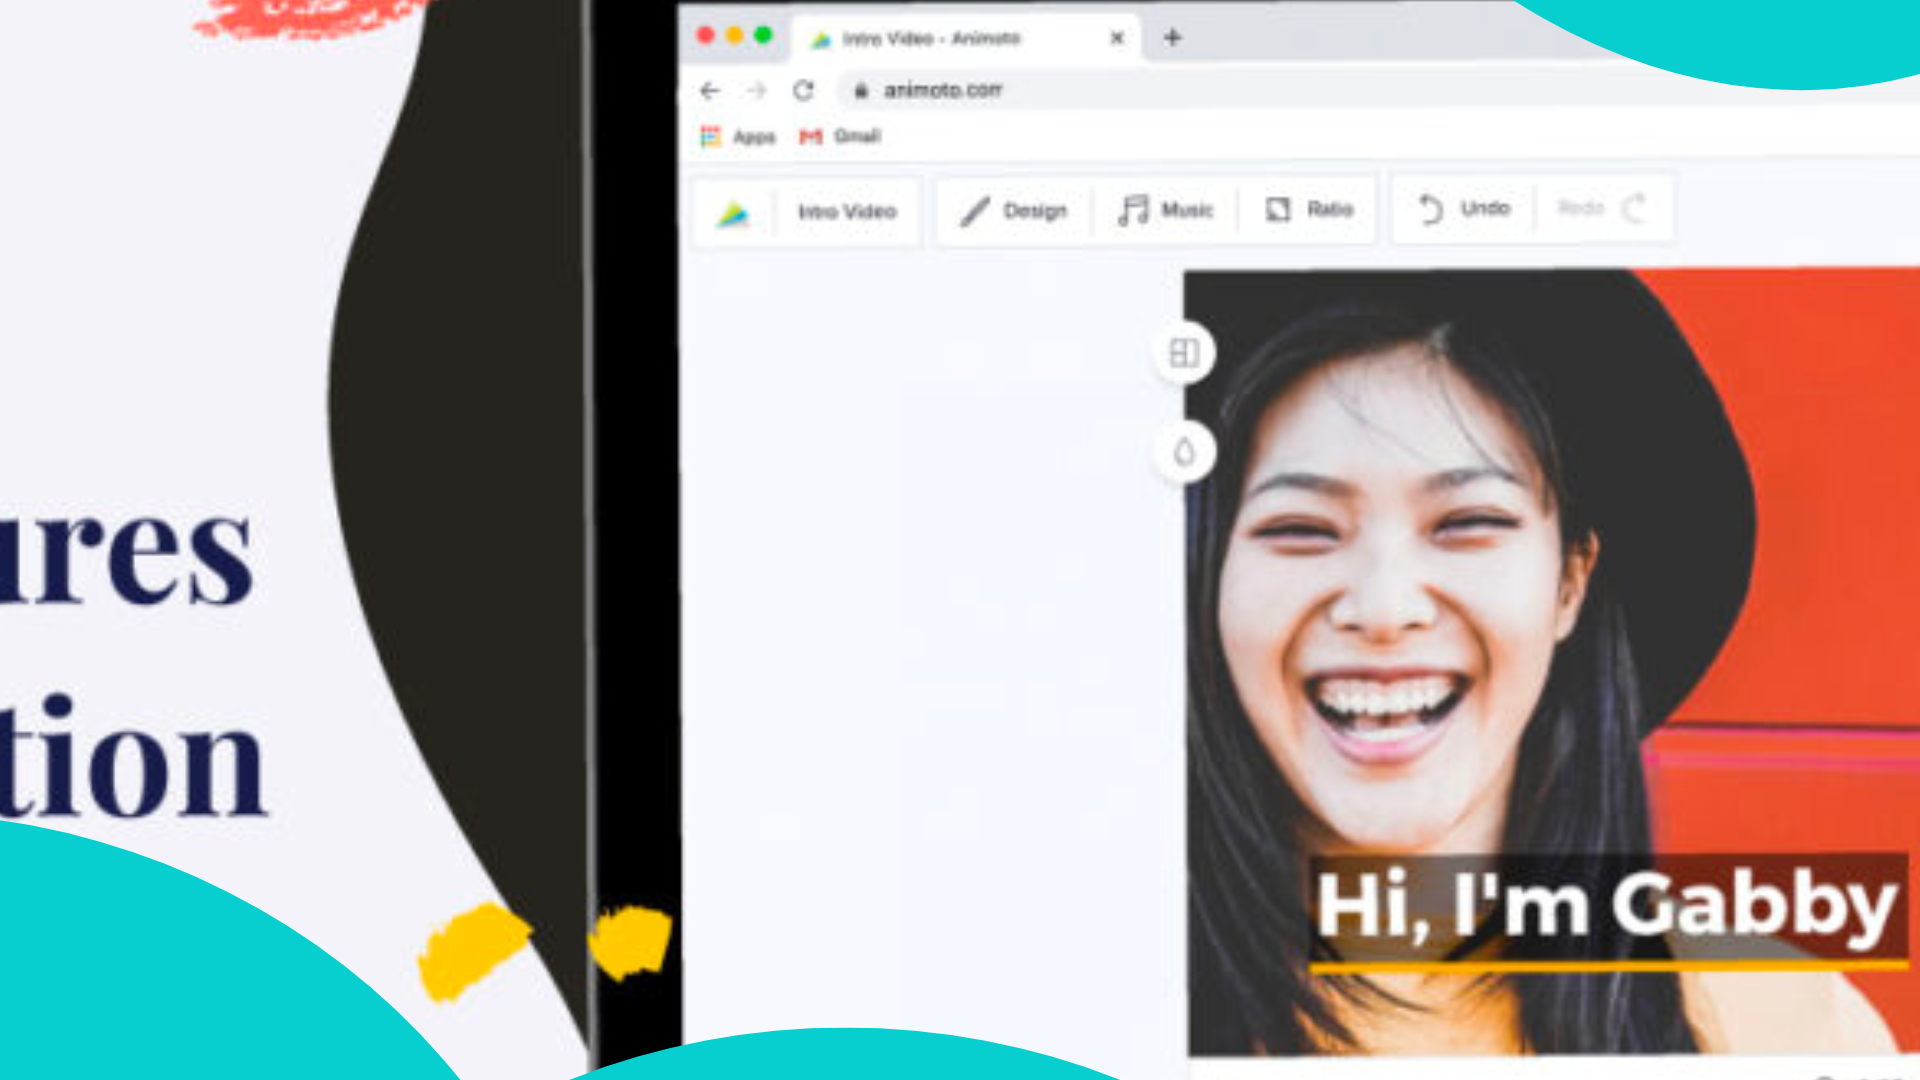 ures
tion
Intro Video - Animoto
animoto.com
Apps Gmail
Intro Video Design Music Ratio Undo Redo
Hi, I'm Gabby